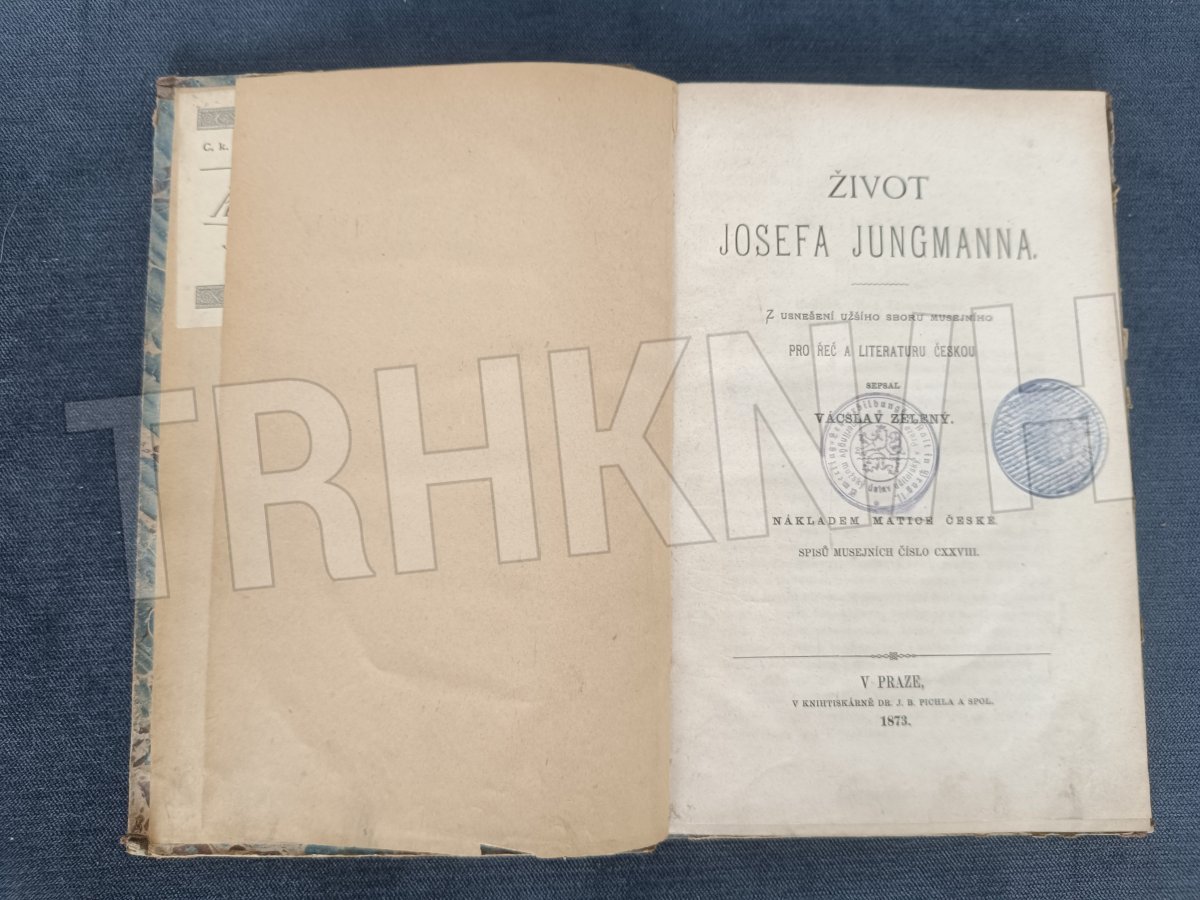 C. k.
ŽIVOT
JOSEFA JUNGMANNA.
Z USNEŠENÍ UŽŠÍHO SBORU MUSEJNÍHO
PRO ŘEČ A LITERATURU ČESKOU
SEPSAL
VÁCSLAV ZELENÝ.
NÁKLADEM MATICE ČESKÉ.
SPISŮ MUSEJNÍCH ČÍSLO CXXVIII.
V PRAZE,
V KNIHTISKÁRNĚ DR. J. B. PICHLA A SPOL.
1873.
TRHKNIH